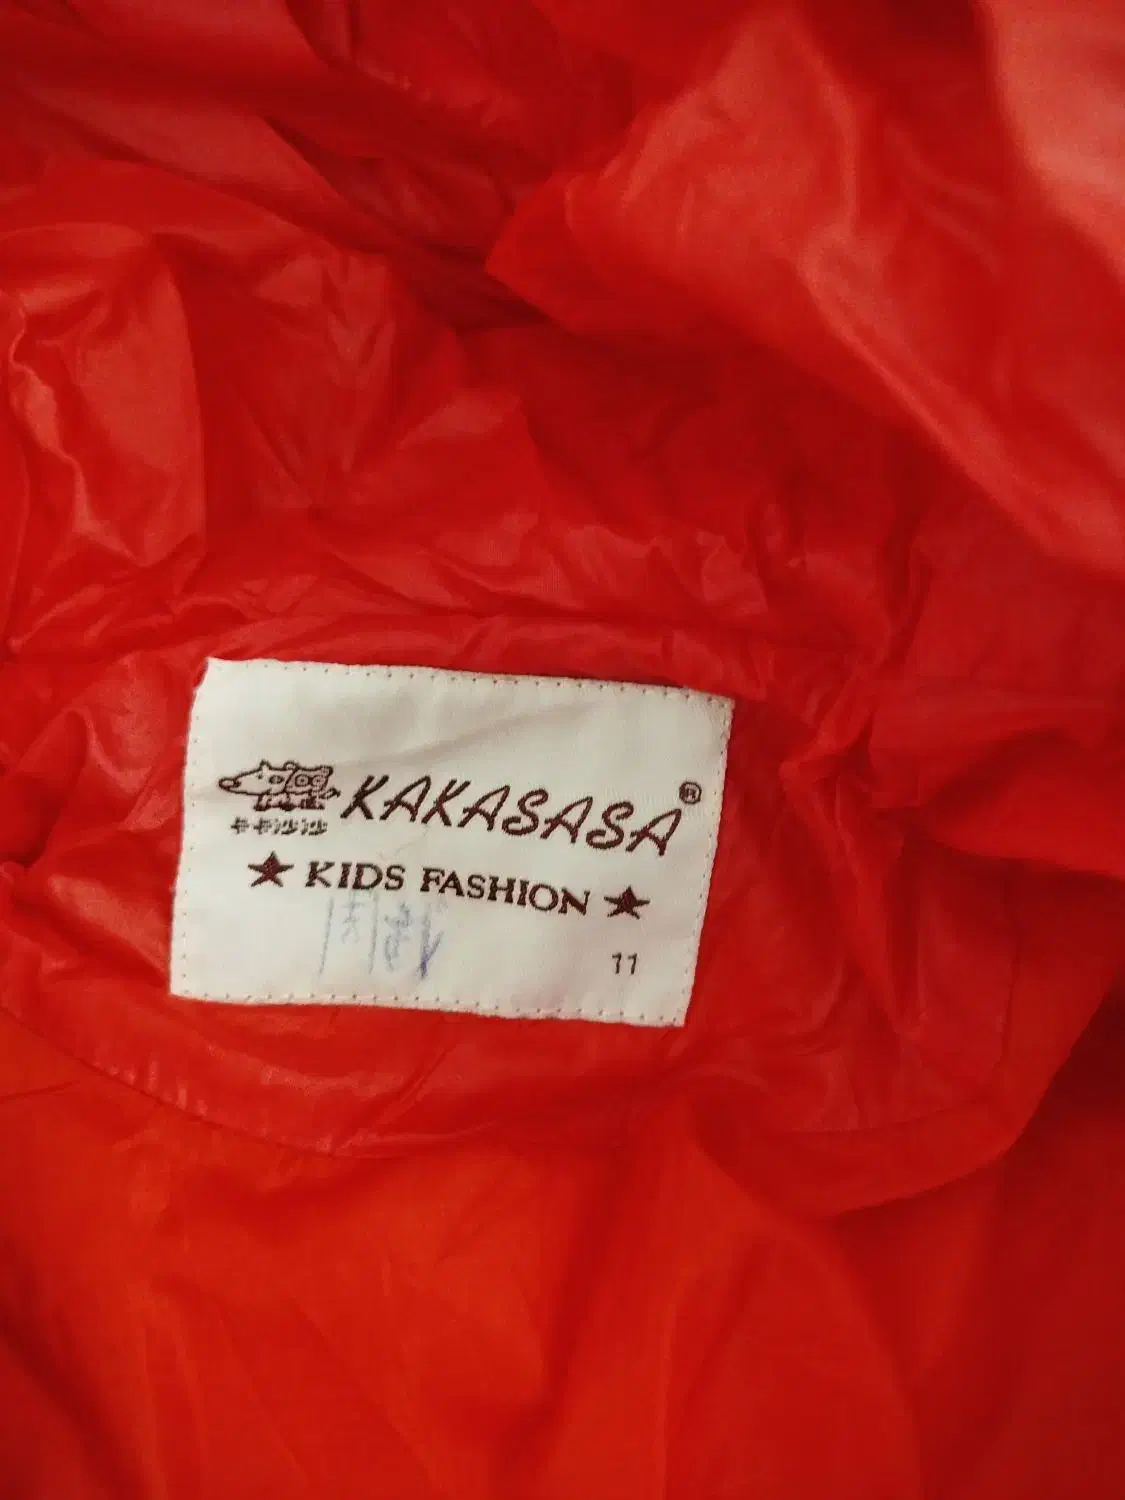 KAKASASA®
卡卡沙沙
★ KIDS FASHION ★
11